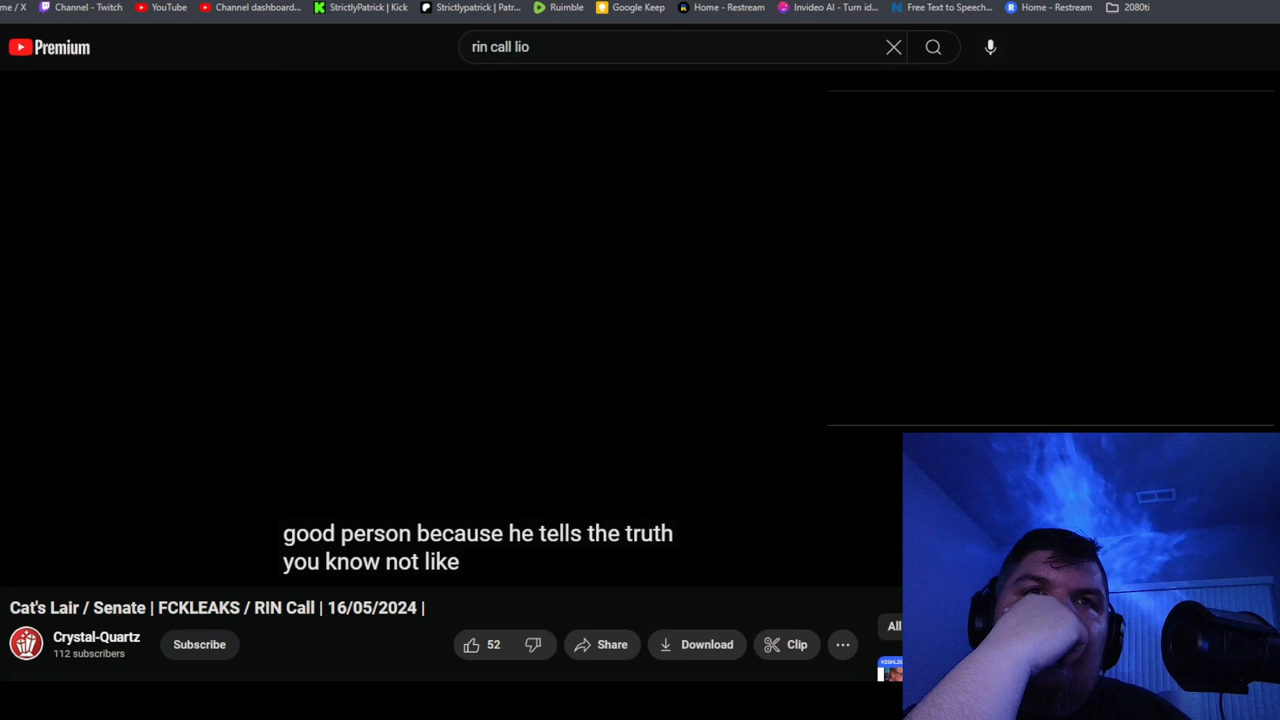 me / X
Channel - Twitch
YouTube
Channel dashboard...
StrictlyPatrick | Kick
Strictlypatrick | Patr...
Rumble
Google Keep
Home - Restream
Invideo AI - Turn id...
Free Text to Speech...
Home - Restream
2080ti
Premium
rin call lio
good person because he tells the truth
you know not like
Cat's Lair / Senate | FCKLEAKS / RIN Call | 16/05/2024 |
Crystal-Quartz
112 subscribers
Subscribe
52
Share
Download
Clip
All